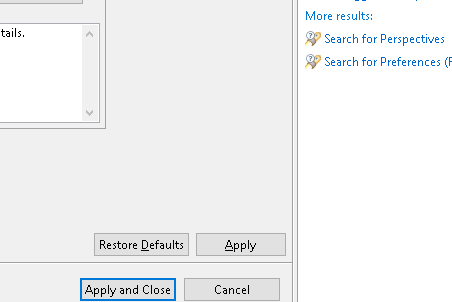 More results:
tails.
Search for Perspectives
Search for Preferences (
Restore Defaults
Apply
Apply and Close
Cancel